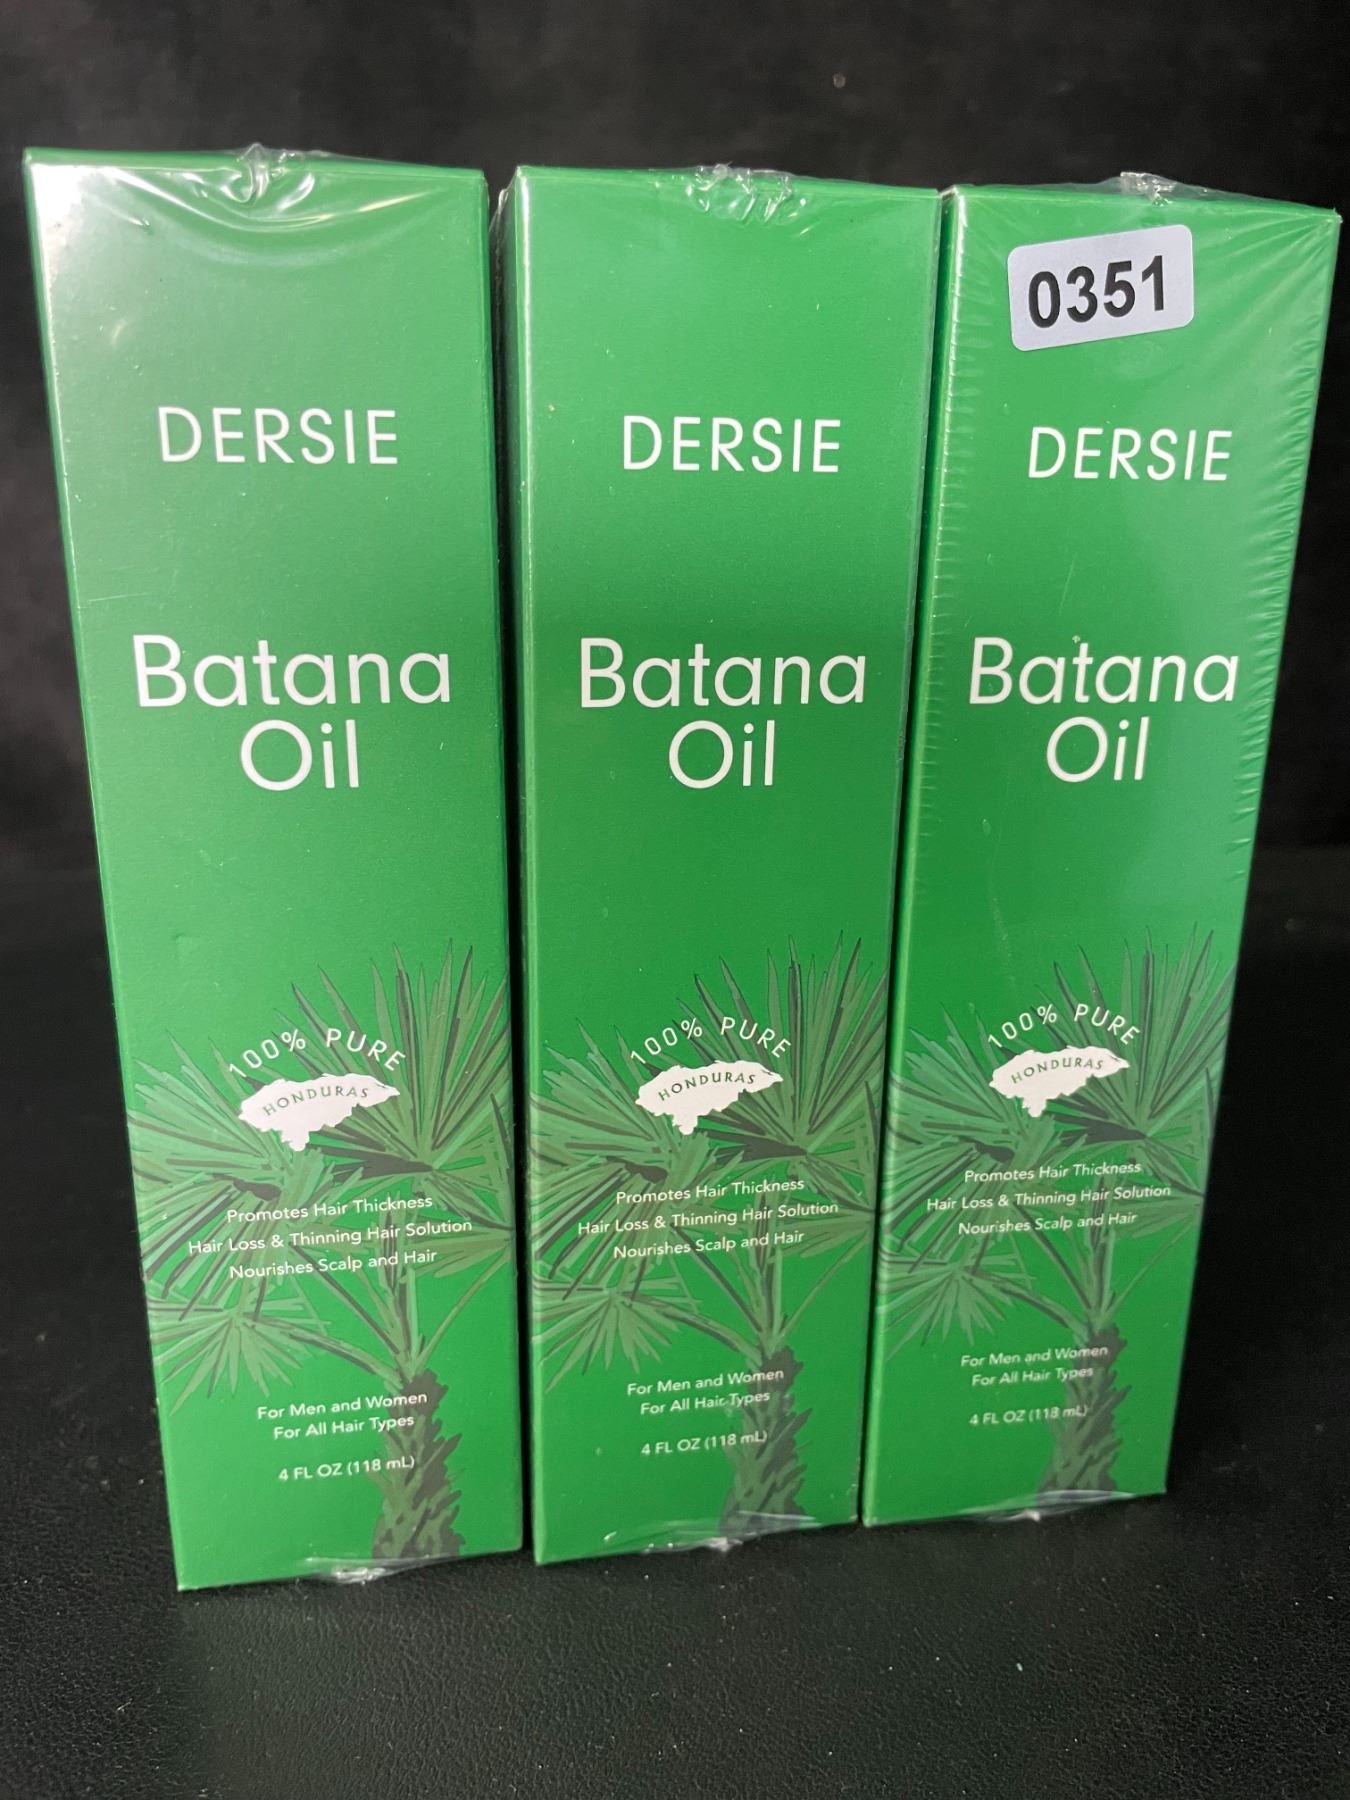 DERSIE
Batana
Oil
100% PURE
HONDURAS
Promotes Hair Thickness
Hair Loss & Thinning Hair Solution
Nourishes Scalp and Hair
For Men and Women
For All Hair Types
4 FL OZ (118 mL)
DERSIE
Batana
Oil
100% PURE
HONDURAS
Promotes Hair Thickness
Hair Loss & Thinning Hair Solution
Nourishes Scalp and Hair
For Men and Women
For All Hair Types
4 FL OZ (118 mL)
0351
DERSIE
Batana
Oil
100% PURE
HONDURAS
Promotes Hair Thickness
Hair Loss & Thinning Hair Solution
Nourishes Scalp and Hair
For Men and Women
For All Hair Types
4 FL OZ (118 mL)